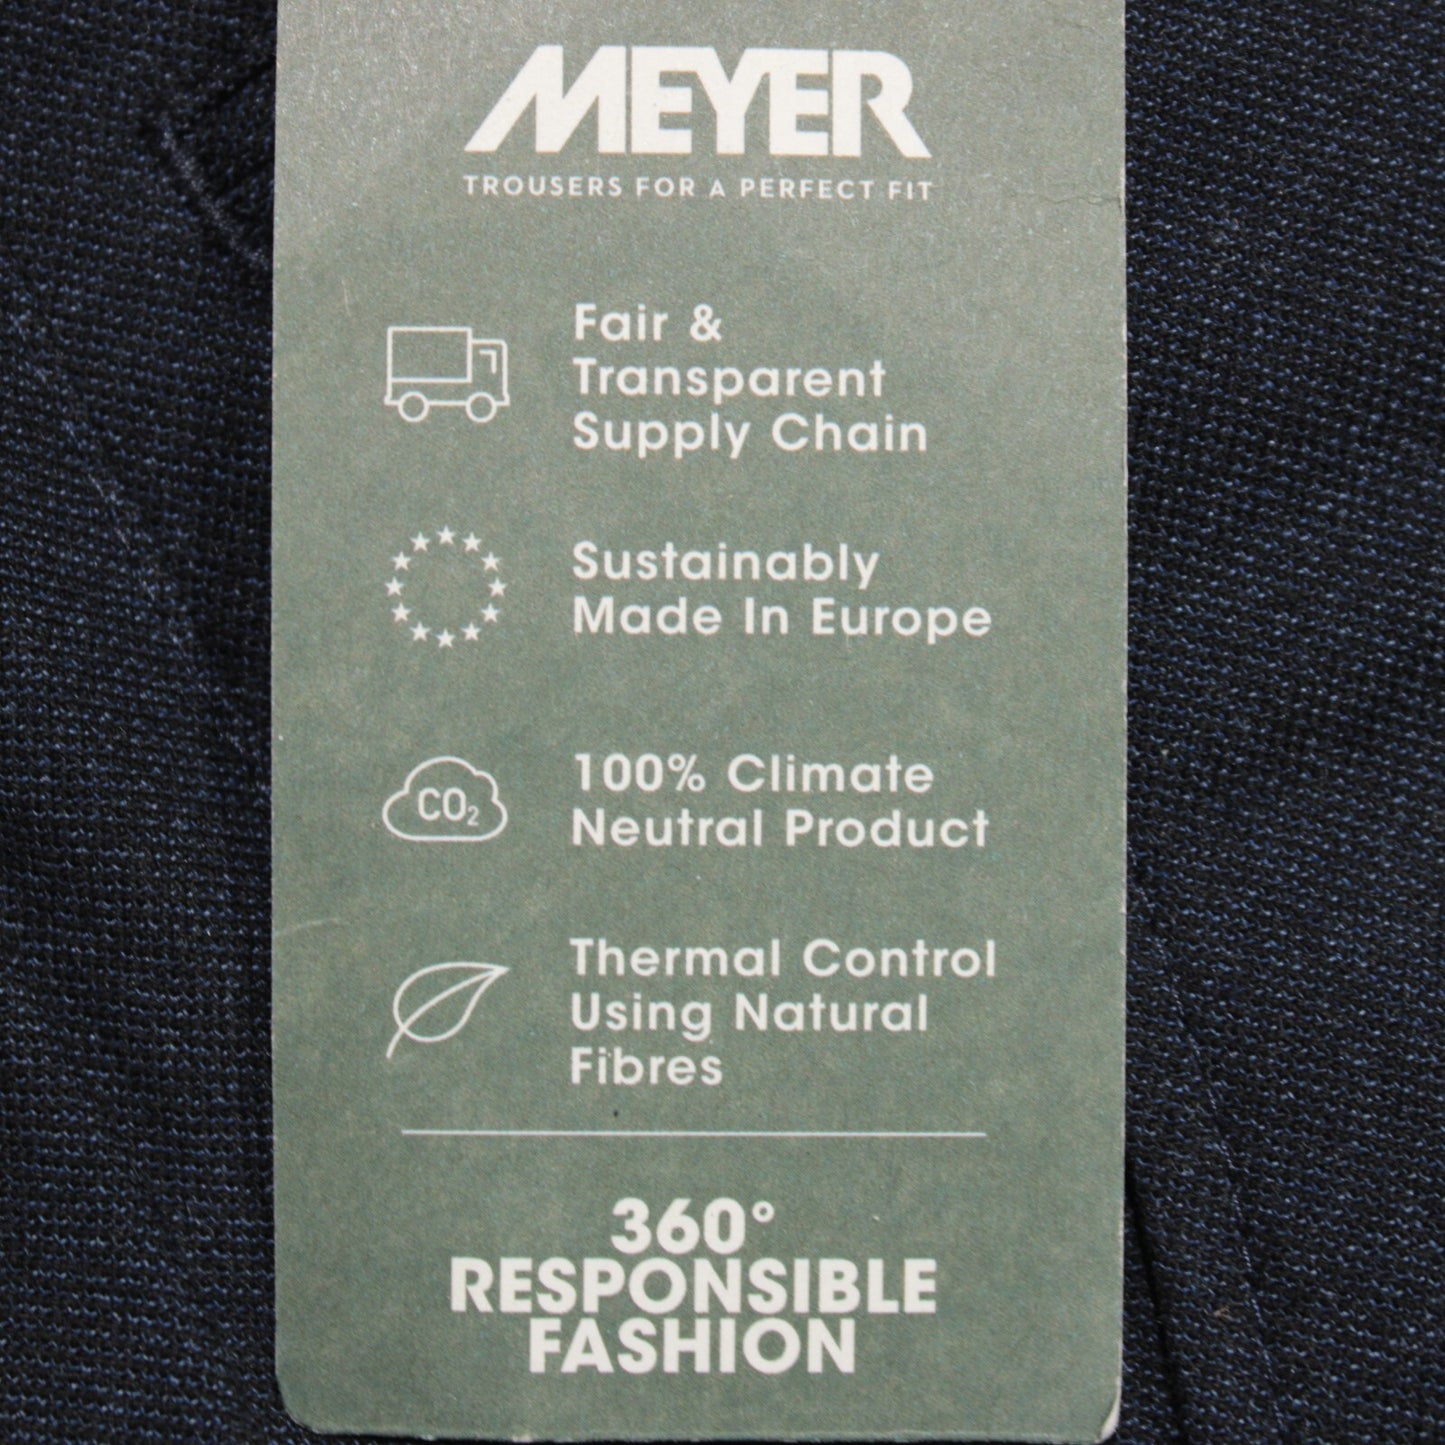 MEYER
TROUSERS FOR A PERFECT FIT
Fair &
Transparent
Supply Chain
Sustainably
Made In Europe
CO₂
100% Climate
Neutral Product
Thermal Control
Using Natural
Fibres
360°
RESPONSIBLE
FASHION